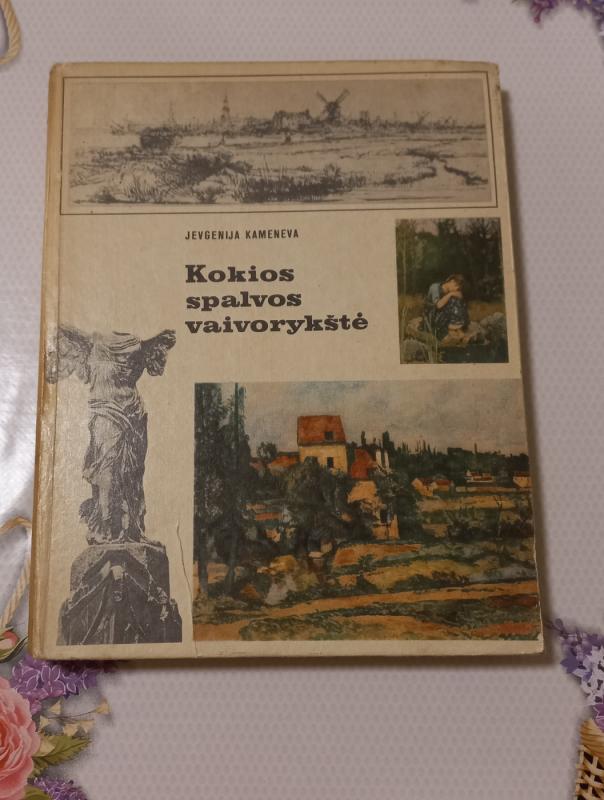 JEVGENIJA KAMENEVA
Kokios
spalvos
vaivorykštė